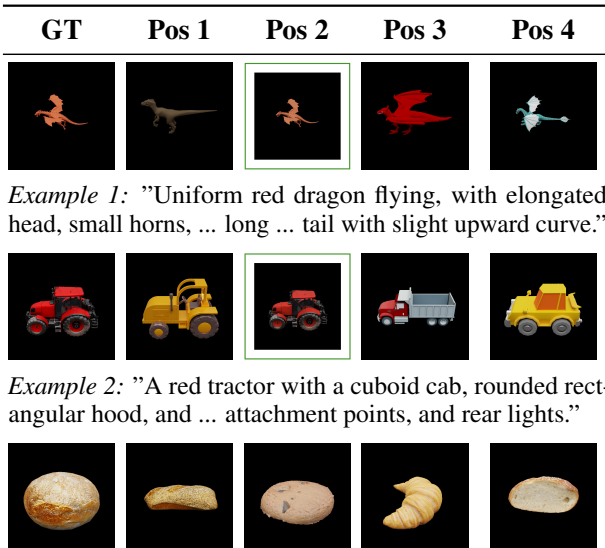 GT Pos 1 Pos 2 Pos 3 Pos 4
Example 1: ”Uniform red dragon flying, with elongated
head, small horns, ... long ... tail with slight upward curve.”
Example 2: ”A red tractor with a cuboid cab, rounded rect-
angular hood, and ... attachment points, and rear lights.”